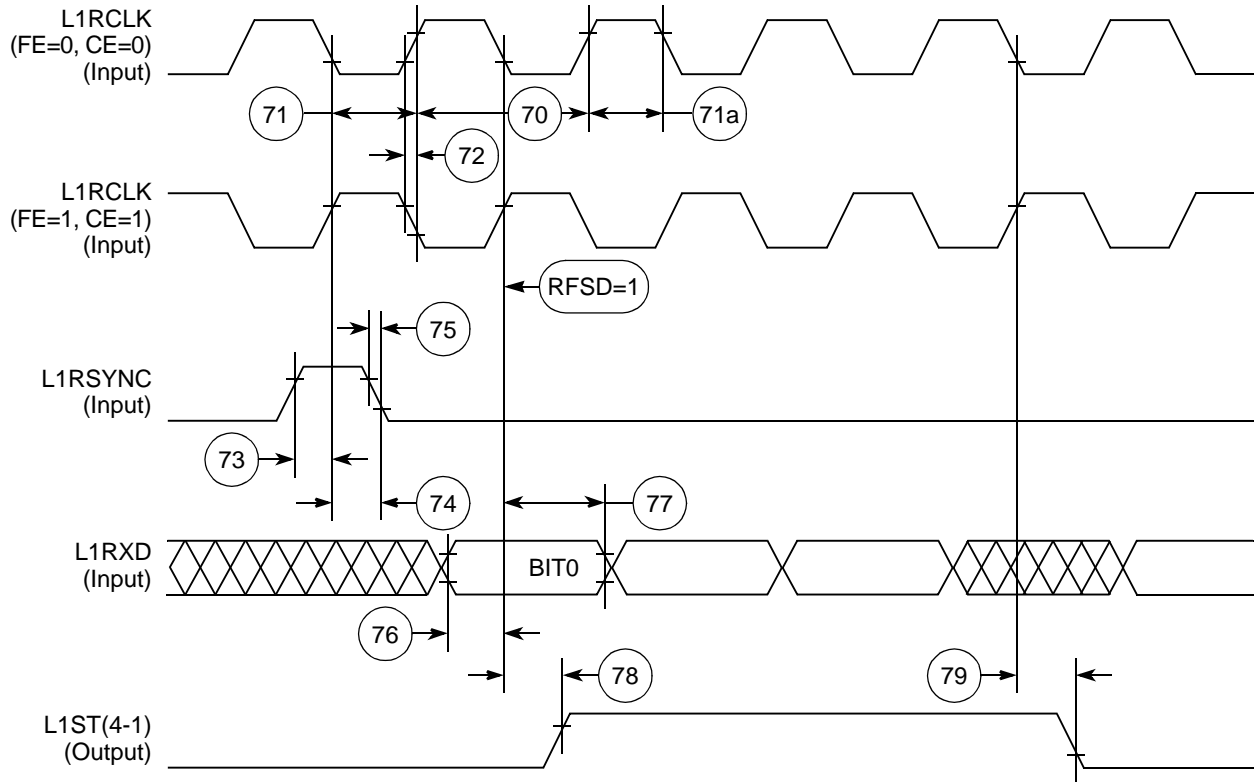 L1RCLK
(FE=0, CE=0)
(Input)
71
70
71a
72
L1RCLK
(FE=1, CE=1)
(Input)
RFSD=1
75
L1RSYNC
(Input)
73
74
77
L1RXD
(Input)
BIT0
76
78
79
L1ST(4-1)
(Output)